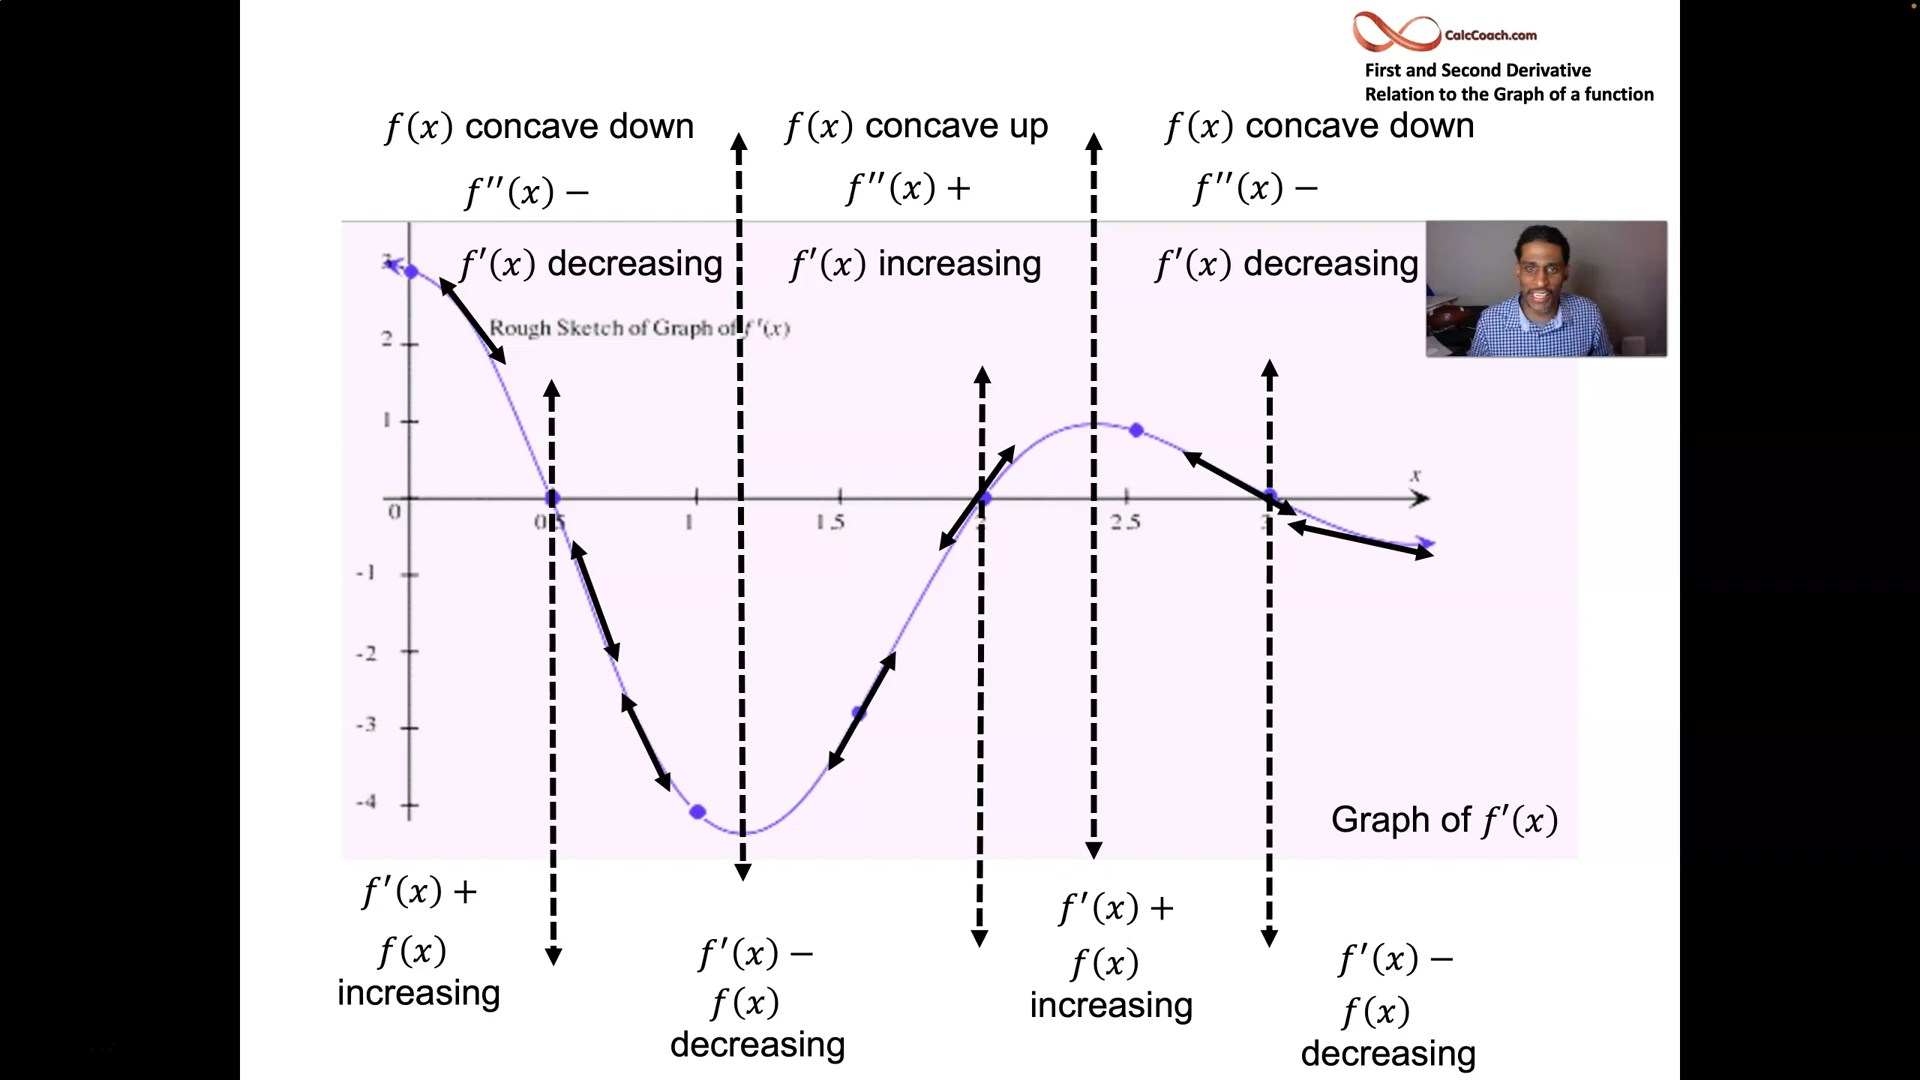 CalcCoach.com
First and Second Derivative
Relation to the Graph of a function
f(x) concave down
f(x) concave up
f(x) concave down
f′′(x) −
f′′(x) +
f′′(x) −
f′(x) decreasing
f′(x) increasing
f′(x) decreasing
Rough Sketch of Graph of f′(x)
2
1
x
0
0.5
1
1.5
2
2.5
3
-1
-2
-3
-4
Graph of f′(x)
f′(x) +
f(x)
increasing
f′(x) −
f(x)
decreasing
f′(x) +
f(x)
increasing
f′(x) −
f(x)
decreasing